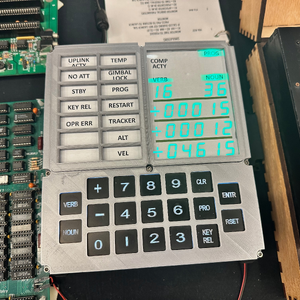 UPLINK ACTY TEMP
NO ATT GIMBAL LOCK
STBY PROG
KEY REL RESTART
OPR ERR TRACKER
ALT
VEL
COMP ACTY PROG
VERB NOUN
16 36
+00015
+00012
+04615
VERB + 7 8 9 CLR ENTR
- 4 5 6 PRO
NOUN 0 1 2 3 KEY REL RSET